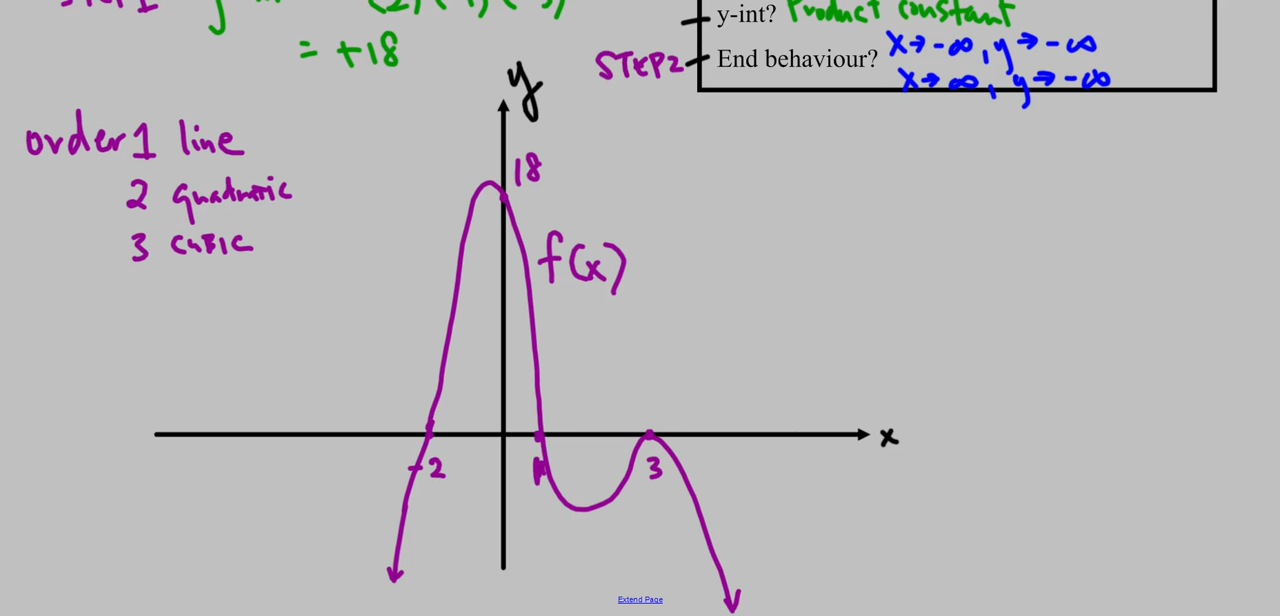 y-int? Product constant
= +18
STEP2 End behaviour? x→-∞, y→-∞
x→∞, y→-∞
y
order 1 line
2 quadratic
3 cubic
18
f(x)
x
-2 1 3
Extend Page